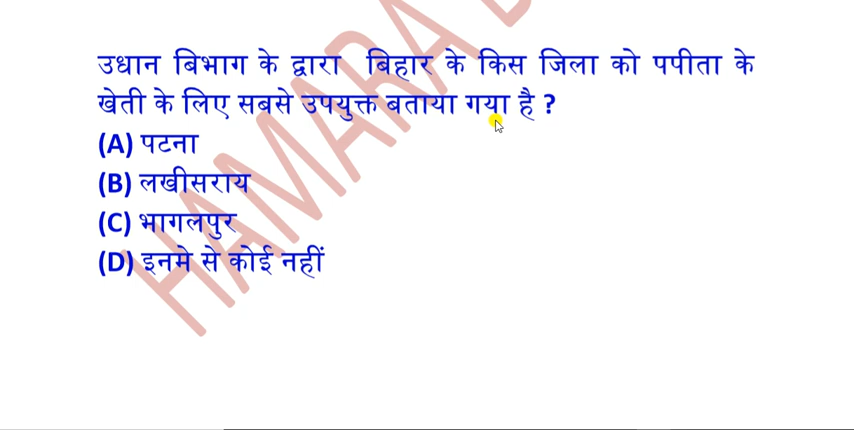 उधान बिभाग के द्वारा बिहार के किस जिला को पपीता के
खेती के लिए सबसे उपयुक्त बताया गया है ?
(A) पटना
(B) लखीसराय
(C) भागलपुर
(D) इनमे से कोई नहीं
HAMARA